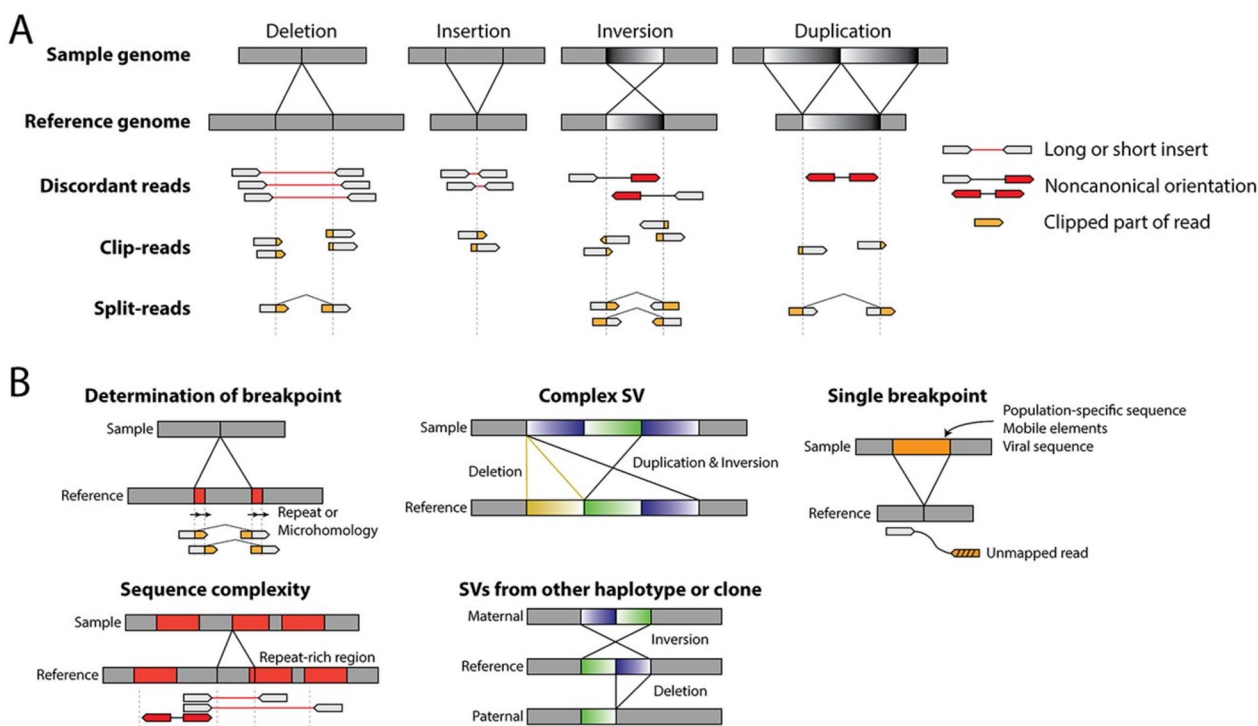 A
Deletion
Insertion
Inversion
Duplication
Sample genome
Reference genome
Discordant reads
Clip-reads
Split-reads
Long or short insert
Noncanonical orientation
Clipped part of read
B
Determination of breakpoint
Sample
Reference
Repeat or
Microhomology
Complex SV
Sample
Deletion
Duplication & Inversion
Reference
Single breakpoint
Population-specific sequence
Mobile elements
Viral sequence
Sample
Reference
Unmapped read
Sequence complexity
Sample
Repeat-rich region
Reference
SVs from other haplotype or clone
Maternal
Inversion
Reference
Deletion
Paternal